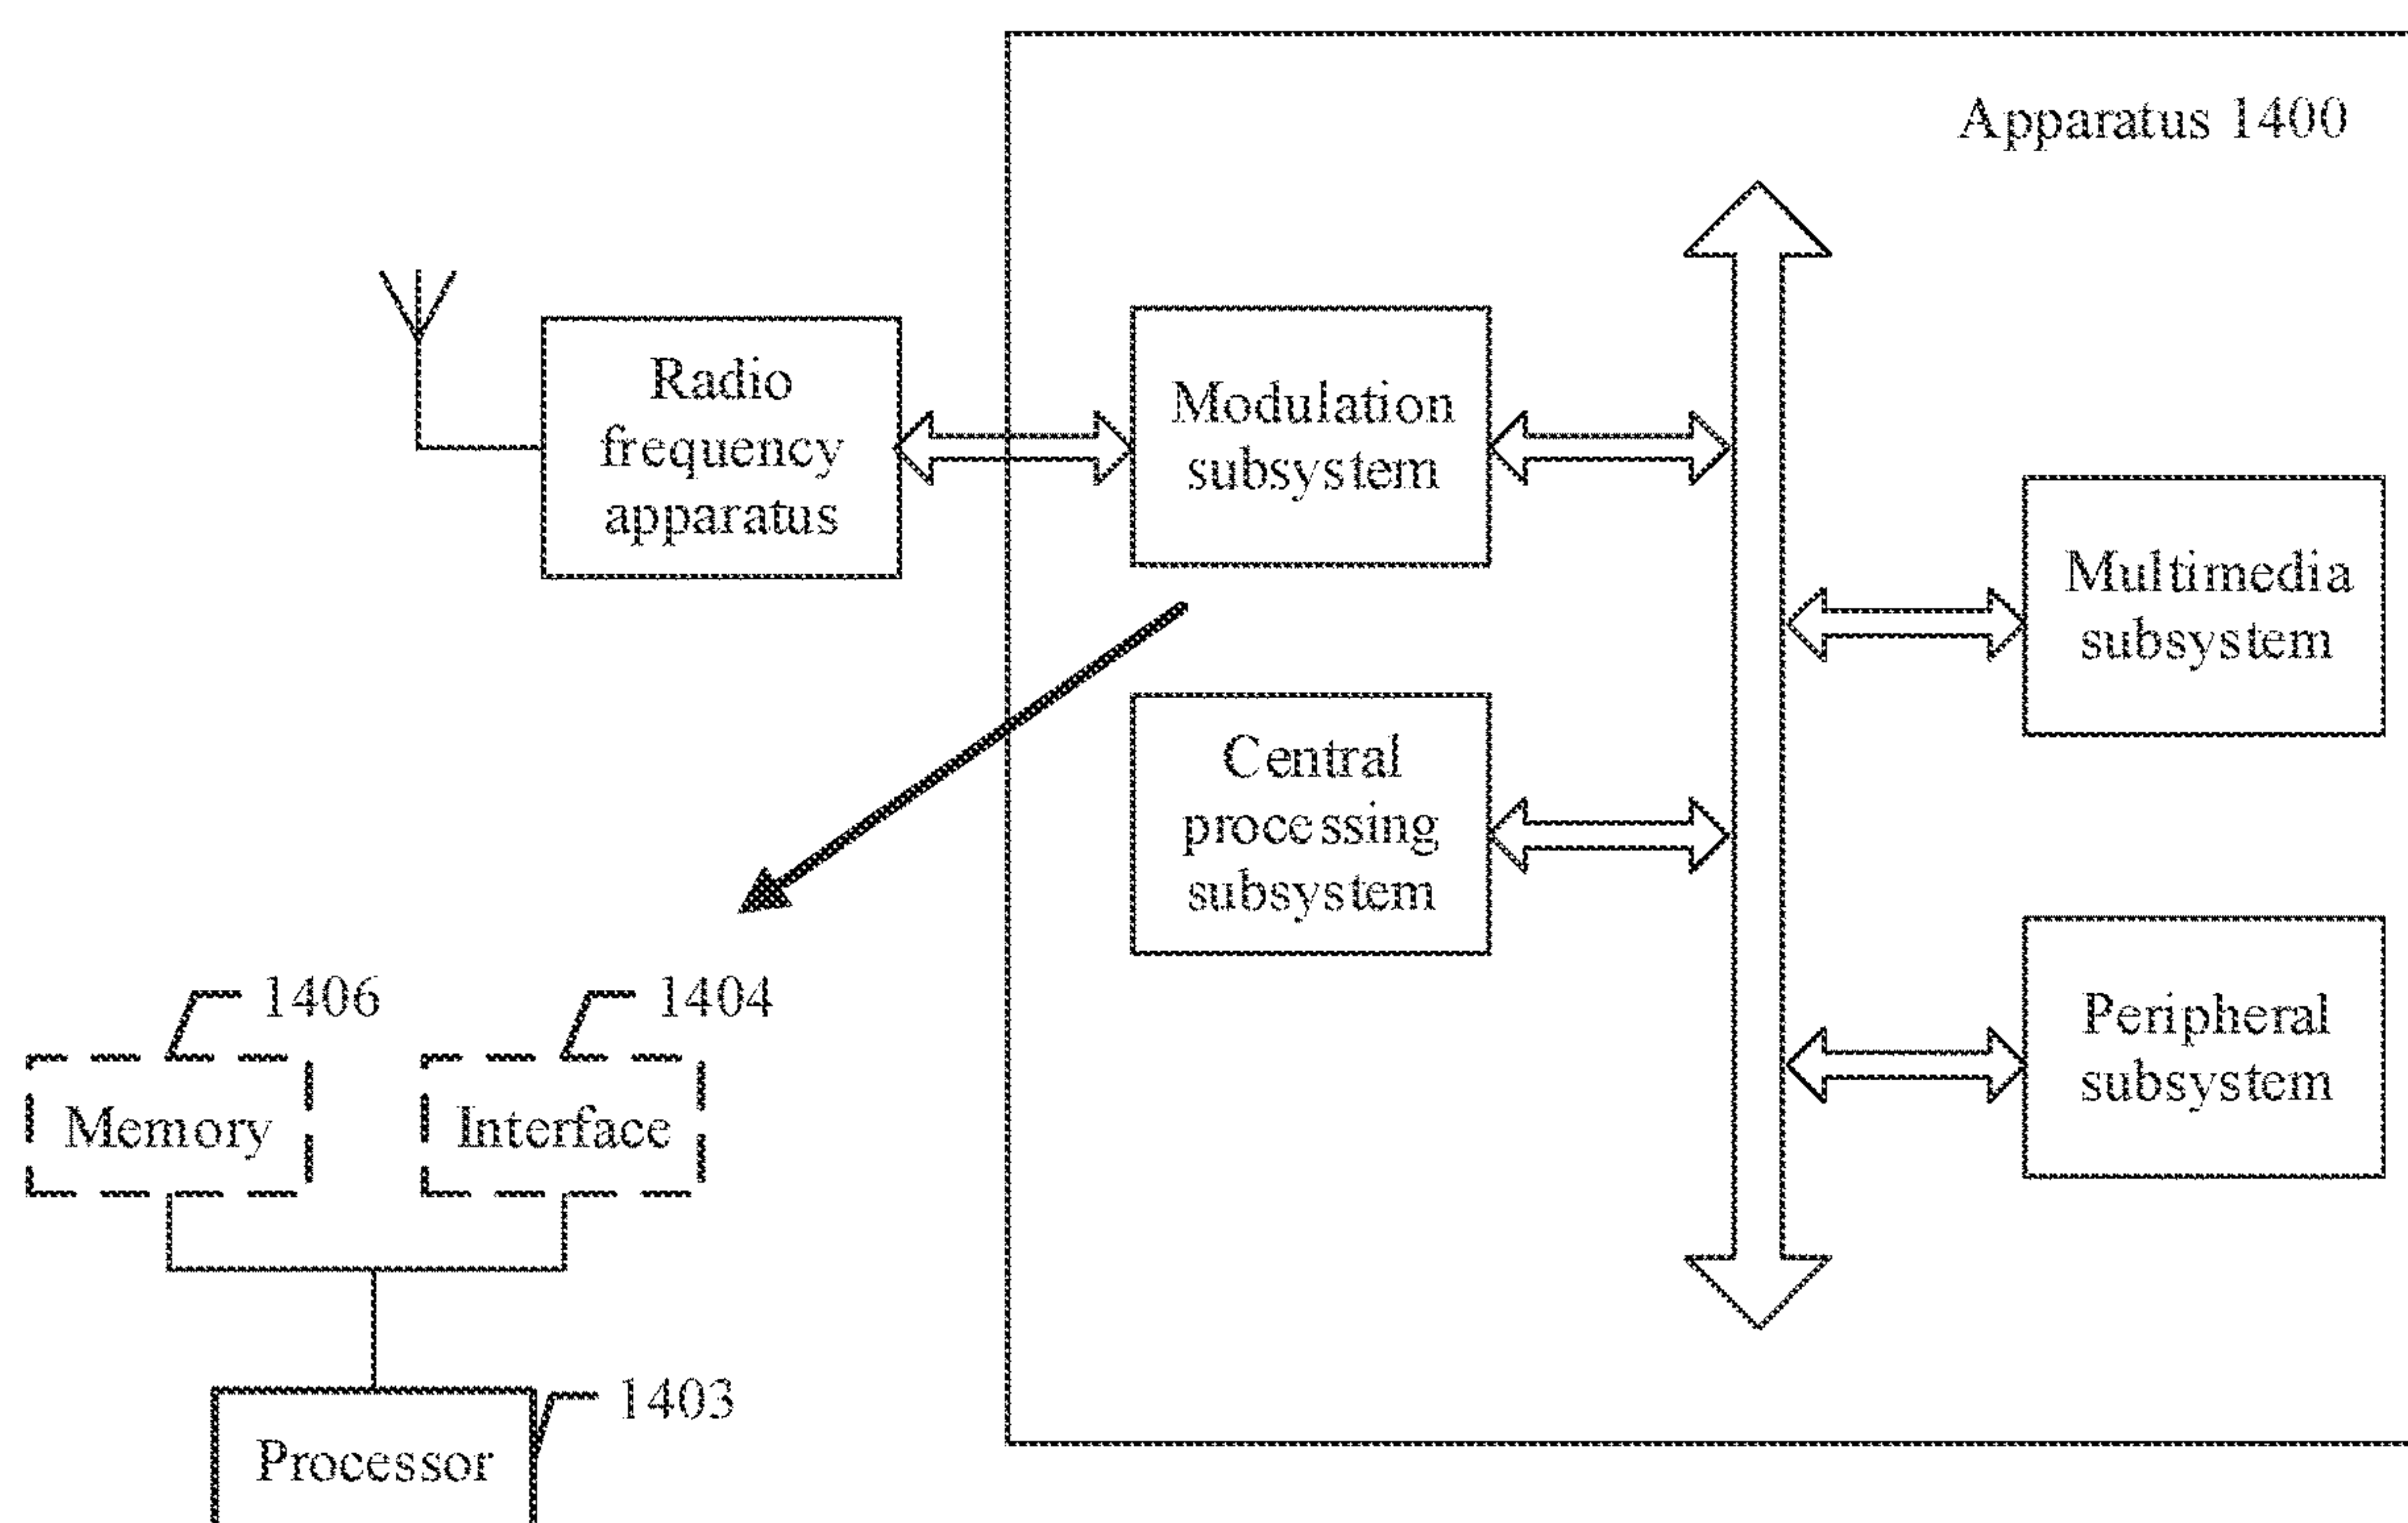 Apparatus 1400
Radio
frequency
apparatus
Modulation
subsystem
Multimedia
subsystem
Central
processing
subsystem
Peripheral
subsystem
1406
1404
Memory
Interface
1403
Processor